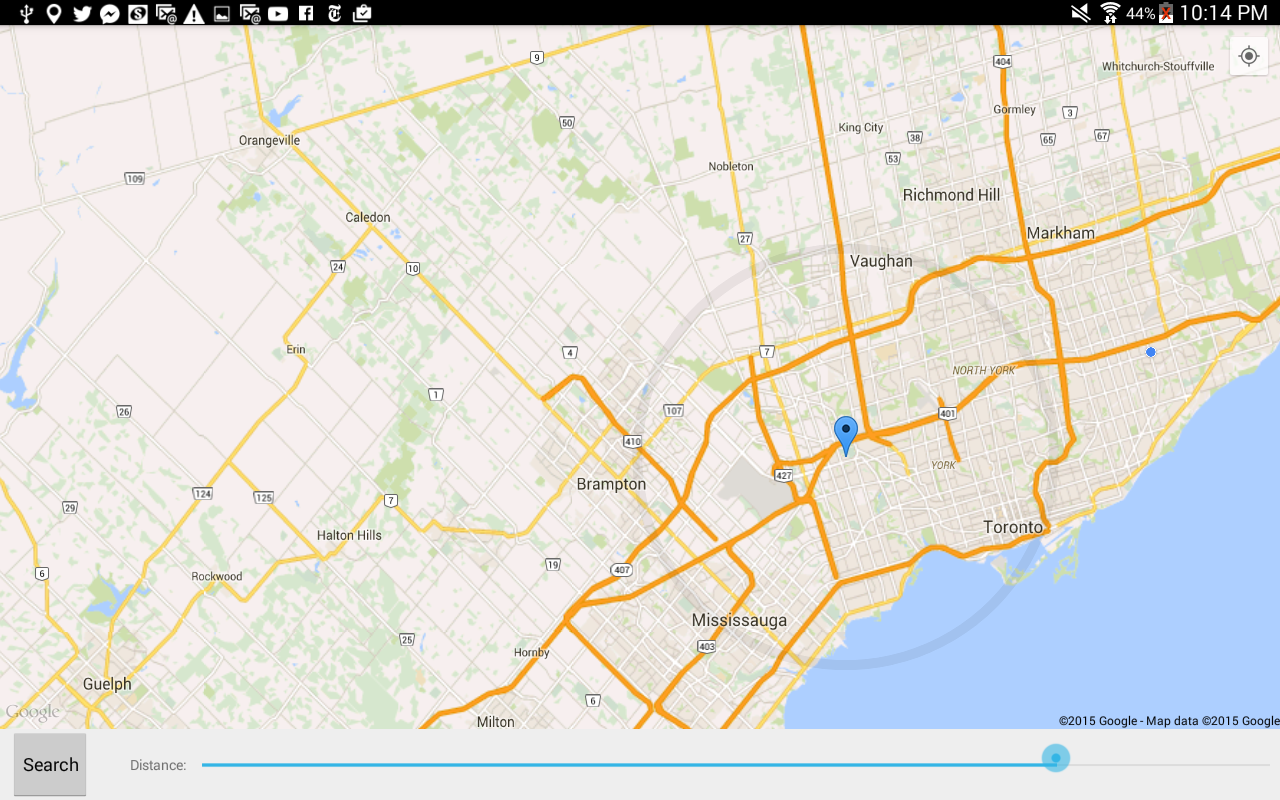 44% 10:14 PM
9
404
Whitchurch-Stouffville
Gormley
3
50
King City
38
65
67
Orangeville
53
Nobleton
109
Richmond Hill
Caledon
27
Markham
24
10
Vaughan
Erin
4
7
NORTH YORK
1
26
107
401
410
YORK
427
Brampton
124
125
7
29
Toronto
Halton Hills
19
407
6
Rockwood
Mississauga
25
403
Hornby
Guelph
6
Google
Milton
©2015 Google - Map data ©2015 Google
Search
Distance: